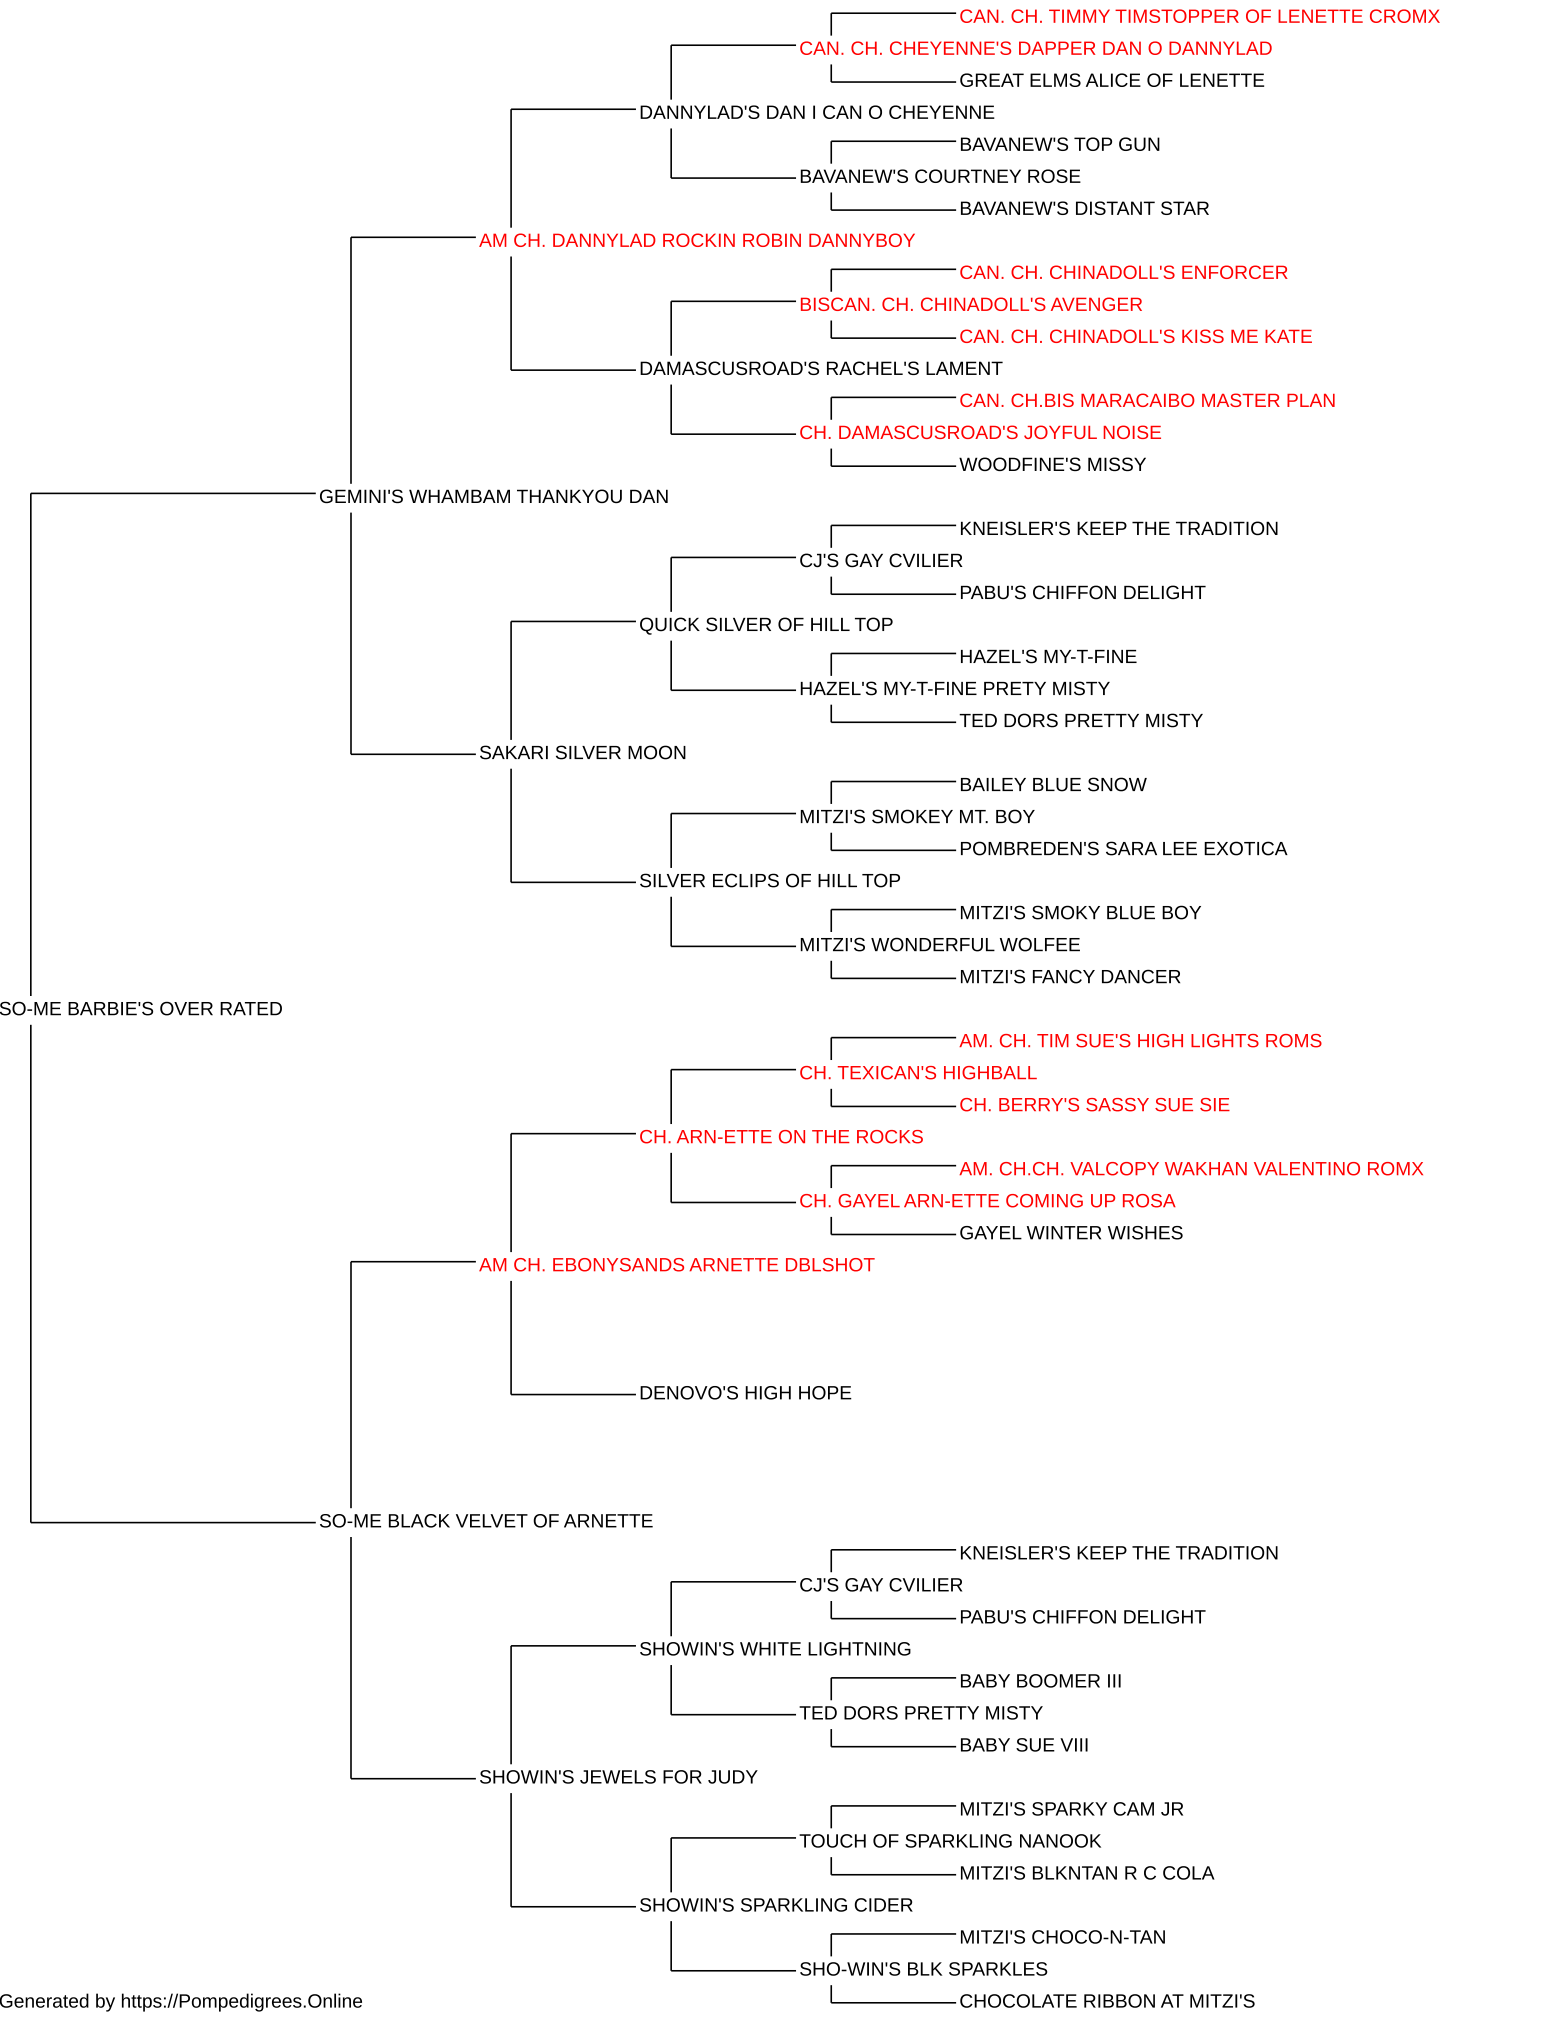 CAN. CH. TIMMY TIMSTOPPER OF LENETTE CROMX
CAN. CH. CHEYENNE'S DAPPER DAN O DANNYLAD
GREAT ELMS ALICE OF LENETTE
DANNYLAD'S DAN I CAN O CHEYENNE
BAVANEW'S TOP GUN
BAVANEW'S COURTNEY ROSE
BAVANEW'S DISTANT STAR
AM CH. DANNYLAD ROCKIN ROBIN DANNYBOY
CAN. CH. CHINADOLL'S ENFORCER
BISCAN. CH. CHINADOLL'S AVENGER
CAN. CH. CHINADOLL'S KISS ME KATE
DAMASCUSROAD'S RACHEL'S LAMENT
CAN. CH.BIS MARACAIBO MASTER PLAN
CH. DAMASCUSROAD'S JOYFUL NOISE
WOODFINE'S MISSY
GEMINI'S WHAMBAM THANKYOU DAN
KNEISLER'S KEEP THE TRADITION
CJ'S GAY CVILIER
PABU'S CHIFFON DELIGHT
QUICK SILVER OF HILL TOP
HAZEL'S MY-T-FINE
HAZEL'S MY-T-FINE PRETY MISTY
TED DORS PRETTY MISTY
SAKARI SILVER MOON
BAILEY BLUE SNOW
MITZI'S SMOKEY MT. BOY
POMBREDEN'S SARA LEE EXOTICA
SILVER ECLIPS OF HILL TOP
MITZI'S SMOKY BLUE BOY
MITZI'S WONDERFUL WOLFEE
MITZI'S FANCY DANCER
SO-ME BARBIE'S OVER RATED
AM. CH. TIM SUE'S HIGH LIGHTS ROMS
CH. TEXICAN'S HIGHBALL
CH. BERRY'S SASSY SUE SIE
CH. ARN-ETTE ON THE ROCKS
AM. CH.CH. VALCOPY WAKHAN VALENTINO ROMX
CH. GAYEL ARN-ETTE COMING UP ROSA
GAYEL WINTER WISHES
AM CH. EBONYSANDS ARNETTE DBLSHOT
DENOVO'S HIGH HOPE
SO-ME BLACK VELVET OF ARNETTE
KNEISLER'S KEEP THE TRADITION
CJ'S GAY CVILIER
PABU'S CHIFFON DELIGHT
SHOWIN'S WHITE LIGHTNING
BABY BOOMER III
TED DORS PRETTY MISTY
BABY SUE VIII
SHOWIN'S JEWELS FOR JUDY
MITZI'S SPARKY CAM JR
TOUCH OF SPARKLING NANOOK
MITZI'S BLKNTAN R C COLA
SHOWIN'S SPARKLING CIDER
MITZI'S CHOCO-N-TAN
SHO-WIN'S BLK SPARKLES
CHOCOLATE RIBBON AT MITZI'S
Generated by https://Pompedigrees.Online